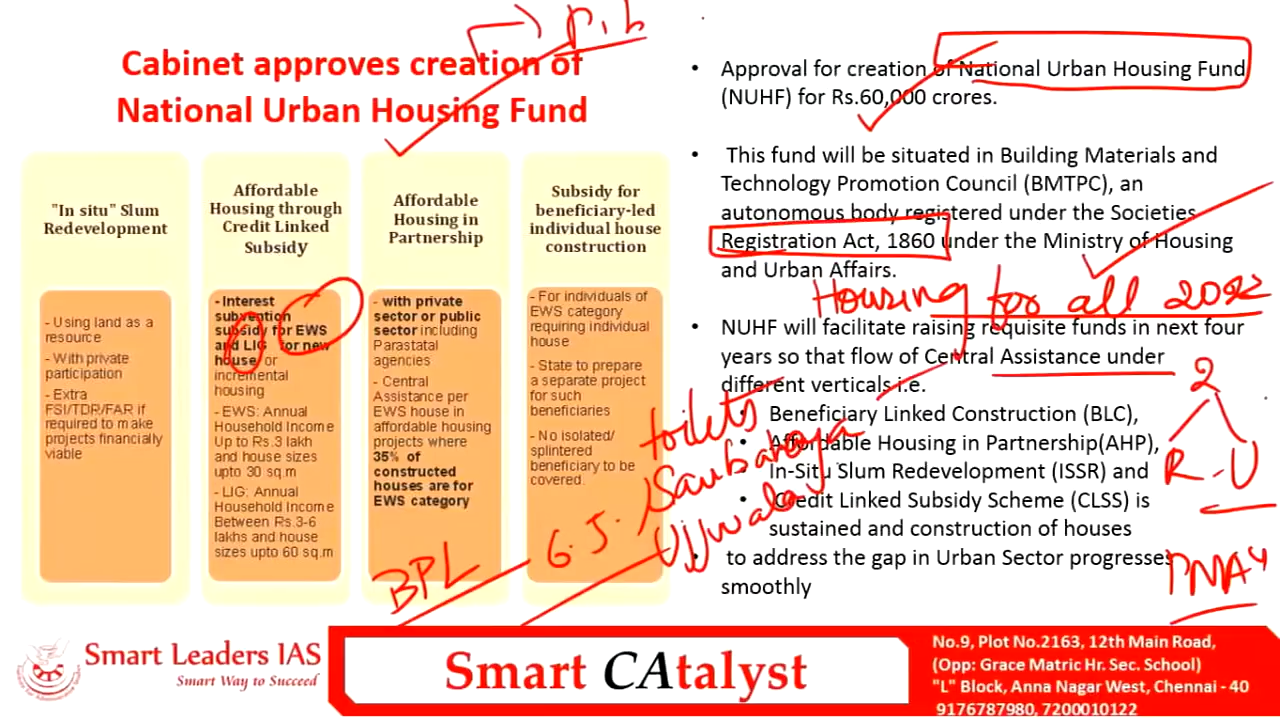 Cabinet approves creation of
National Urban Housing Fund
"In situ" Slum
Redevelopment
- Using land as a
resource
- With private
participation
- Extra
FSI/TDR/FAR if
required to make
projects financially
viable
Affordable
Housing through
Credit Linked
Subsidy
- Interest
subvention
subsidy for EWS
and LIG for new
house or
incremental
housing
- EWS: Annual
Household Income
Up to Rs.3 lakh
and house sizes
upto 30 sq.m
- LIG: Annual
Household Income
Between Rs.3-6
lakhs and house
sizes upto 60 sq.m
Affordable
Housing in
Partnership
- with private
sector or public
sector including
Parastatal
agencies
- Central
Assistance per
EWS house in
affordable housing
projects where
35% of
constructed
houses are for
EWS category
Subsidy for
beneficiary-led
individual house
construction
- For individuals of
EWS category
requiring individual
house
- State to prepare
a separate project
for such
beneficiaries
- No isolated/
splintered
beneficiary to be
covered.
• Approval for creation of National Urban Housing Fund
(NUHF) for Rs.60,000 crores.
• This fund will be situated in Building Materials and
Technology Promotion Council (BMTPC), an
autonomous body registered under the Societies
Registration Act, 1860 under the Ministry of Housing
and Urban Affairs.
Housing for all 2022
• NUHF will facilitate raising requisite funds in next four
years so that flow of Central Assistance under
different verticals i.e.
• Beneficiary Linked Construction (BLC),
• Affordable Housing in Partnership(AHP),
• In-Situ Slum Redevelopment (ISSR) and
• Credit Linked Subsidy Scheme (CLSS) is
sustained and construction of houses
• to address the gap in Urban Sector progresses
smoothly
2
R - U
PMAY
toilets
Saubhagya
Ujjwala
BPL G.S.
Smart Leaders IAS
Smart Way to Succeed
Smart CAtalyst
No.9, Plot No.2163, 12th Main Road,
(Opp: Grace Matric Hr. Sec. School)
"L" Block, Anna Nagar West, Chennai - 40
9176787980, 7200010122